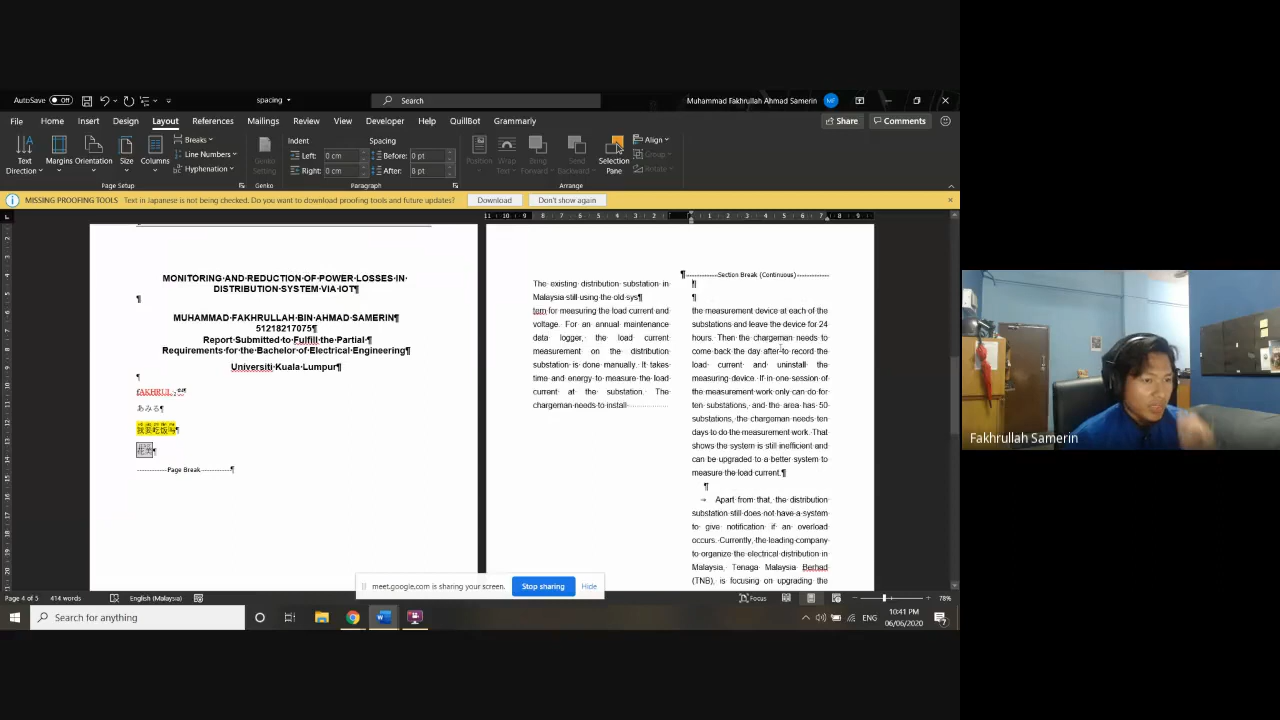 AutoSave Off
spacing
Search
Muhammad Fakhrullah Ahmad Samerin MF
File Home Insert Design Layout References Mailings Review View Developer Help QuillBot Grammarly
Share Comments
Text Direction
Margins
Orientation
Size
Columns
Breaks
Line Numbers
Hyphenation
Page Setup
Genko Setting
Genko
Indent
Left: 0 cm
Right: 0 cm
Spacing
Before: 0 pt
After: 8 pt
Paragraph
Position
Wrap Text
Bring Forward
Send Backward
Selection Pane
Align
Group
Rotate
Arrange
MISSING PROOFING TOOLS Text in Japanese is not being checked. Do you want to download proofing tools and future updates?
Download
Don't show again
MONITORING AND REDUCTION OF POWER LOSSES IN
DISTRIBUTION SYSTEM VIA IOT¶
¶
MUHAMMAD FAKHRULLAH BIN AHMAD SAMERIN¶
51218217075¶
Report Submitted to Fulfill the Partial ¶
Requirements for the Bachelor of Electrical Engineering¶
Universiti Kuala Lumpur¶
¶
あみる¶
我要吃饭吗¶
Page Break ¶
The existing distribution substation in
Malaysia still using the old sys¶
tem for measuring the load current and
voltage. For an annual maintenance
data logger, the load current
measurement on the distribution
substation is done manually. It takes
time and energy to measure the load
current at the substation. The
chargeman needs to install
¶ Section Break (Continuous)
¶
¶
the measurement device at each of the
substations and leave the device for 24
hours. Then the chargeman needs to
come back the day after to record the
load current and uninstall the
measuring device. If in one session of
the measurement work only can do for
ten substations, and the area has 50
substations, the chargeman needs ten
days to do the measurement work. That
shows the system is still inefficient and
can be upgraded to a better system to
measure the load current.¶
¶
→ Apart from that, the distribution
substation still does not have a system
to give notification if an overload
occurs. Currently, the leading company
to organize the electrical distribution in
Malaysia, Tenaga Malaysia Berhad
(TNB), is focusing on upgrading the
meet.google.com is sharing your screen.
Stop sharing
Hide
Page 4 of 5 414 words English (Malaysia)
Focus
78%
Search for anything
ENG
10:41 PM
06/06/2020
Fakhrullah Samerin